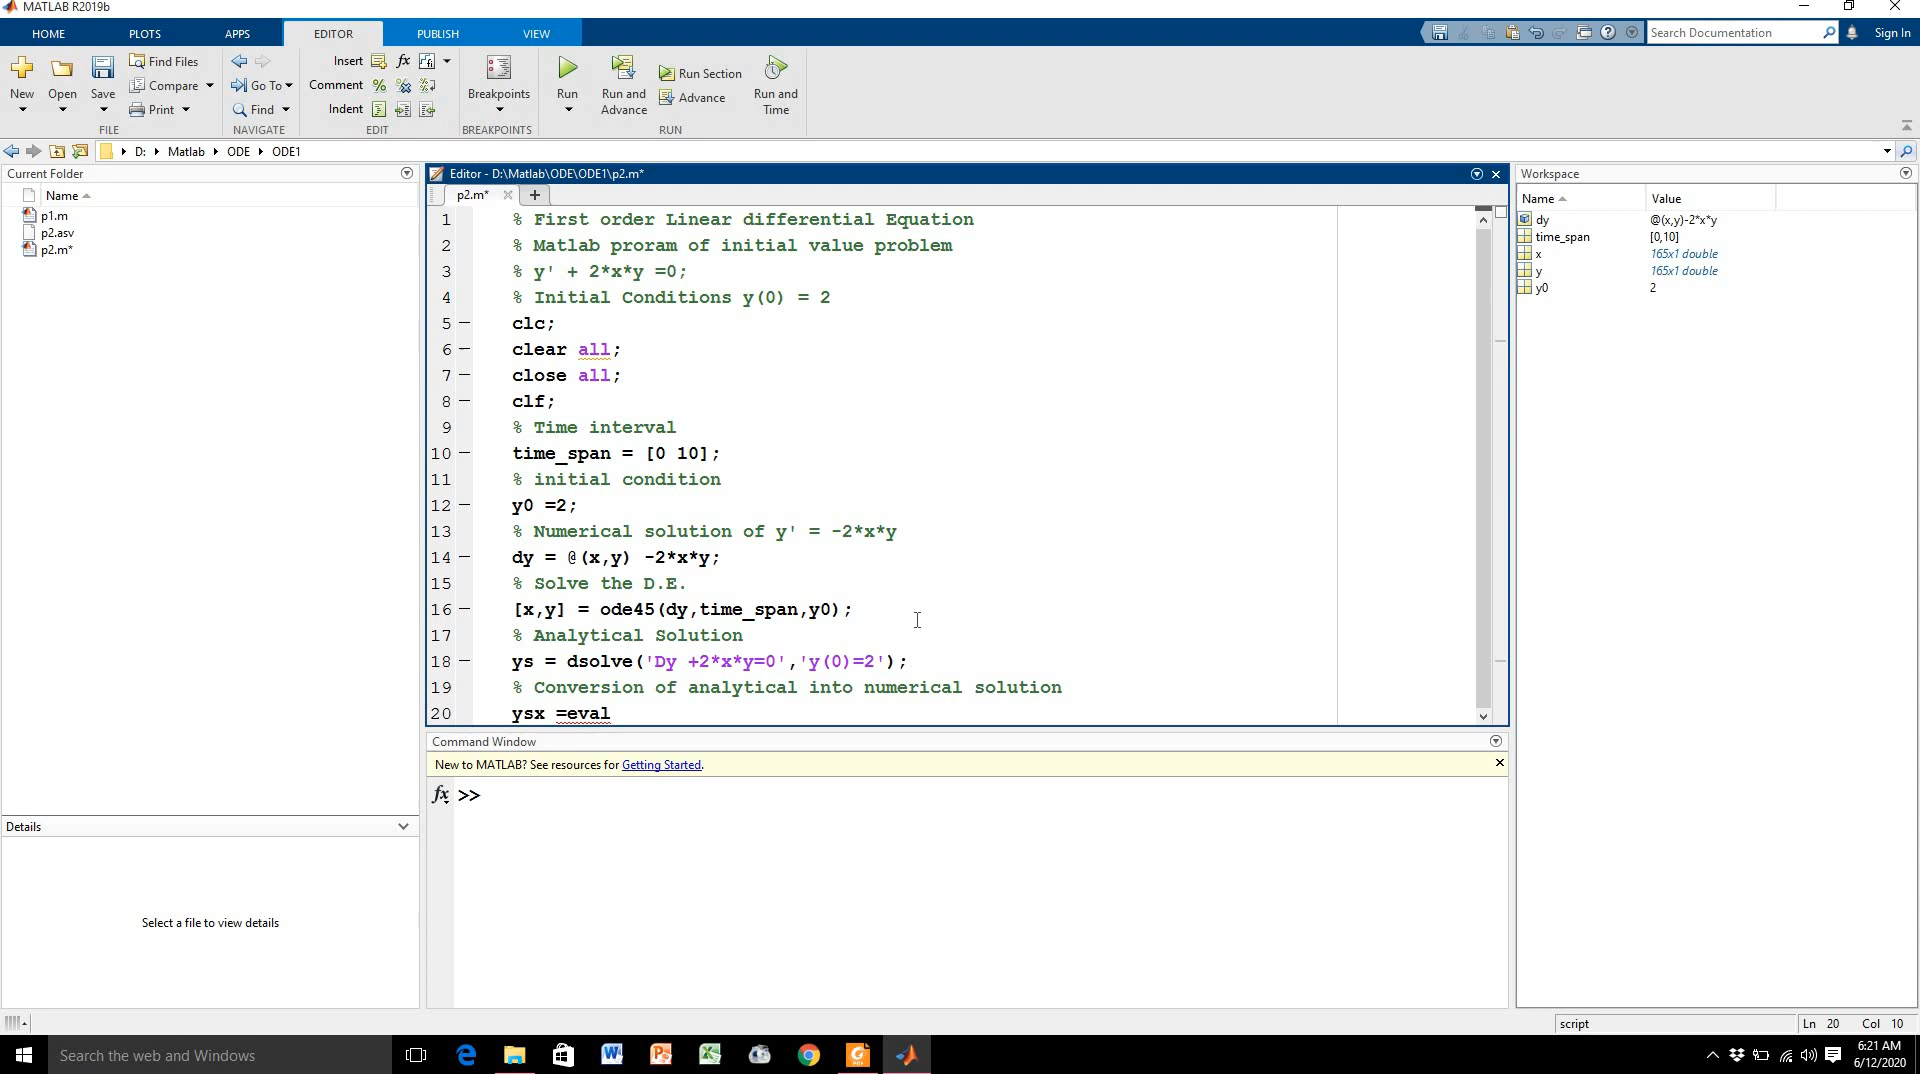 MATLAB R2019b
HOME PLOTS APPS EDITOR PUBLISH VIEW
Search Documentation
Sign In
New Open Save
Find Files
Compare
Print
FILE
Go To
Find
NAVIGATE
Insert fx
Comment
Indent
EDIT
Breakpoints
BREAKPOINTS
Run
Run and Advance
Run Section
Advance
Run and Time
RUN
D: Matlab ODE ODE1
Current Folder
Name
p1.m
p2.asv
p2.m*
Details
Select a file to view details
Editor - D:\Matlab\ODE\ODE1\p2.m*
p2.m*
1 % First order Linear differential Equation
2 % Matlab proram of initial value problem
3 % y' + 2*x*y =0;
4 % Initial Conditions y(0) = 2
5 clc;
6 clear all;
7 close all;
8 clf;
9 % Time interval
10 time_span = [0 10];
11 % initial condition
12 y0 =2;
13 % Numerical solution of y' = -2*x*y
14 dy = @(x,y) -2*x*y;
15 % Solve the D.E.
16 [x,y] = ode45(dy,time_span,y0);
17 % Analytical Solution
18 ys = dsolve('Dy +2*x*y=0','y(0)=2');
19 % Conversion of analytical into numerical solution
20 ysx =eval
Command Window
New to MATLAB? See resources for Getting Started.
fx >>
Workspace
Name Value
dy @(x,y)-2*x*y
time_span [0,10]
x 165x1 double
y 165x1 double
y0 2
script Ln 20 Col 10
Search the web and Windows
6:21 AM
6/12/2020